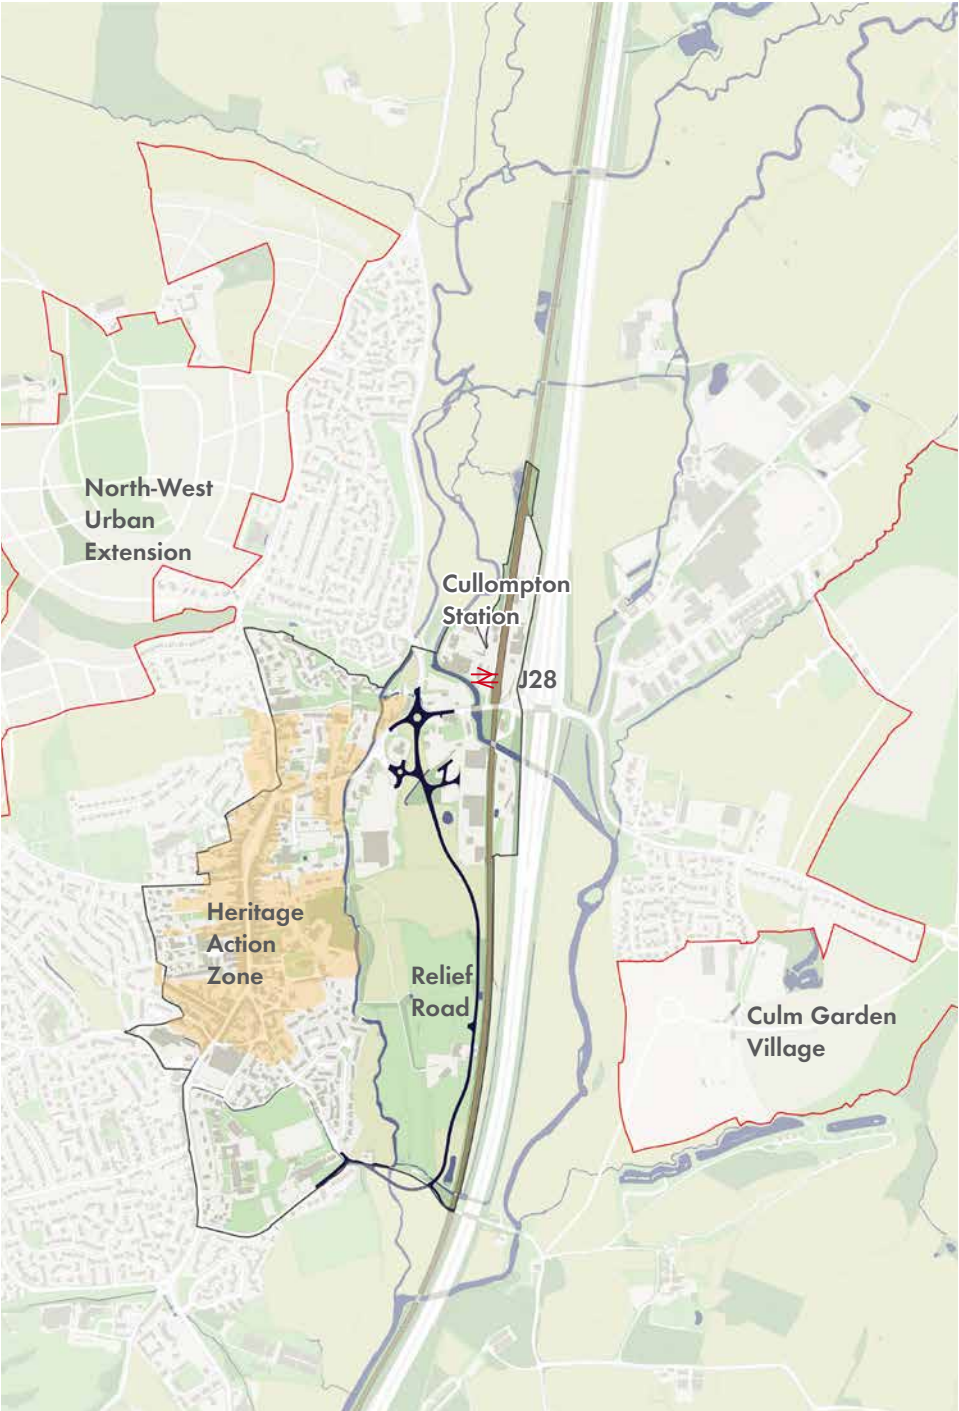 North-West
Urban
Extension
Cullompton
Station
J28
Heritage
Action
Zone
Relief
Road
Culm Garden
Village